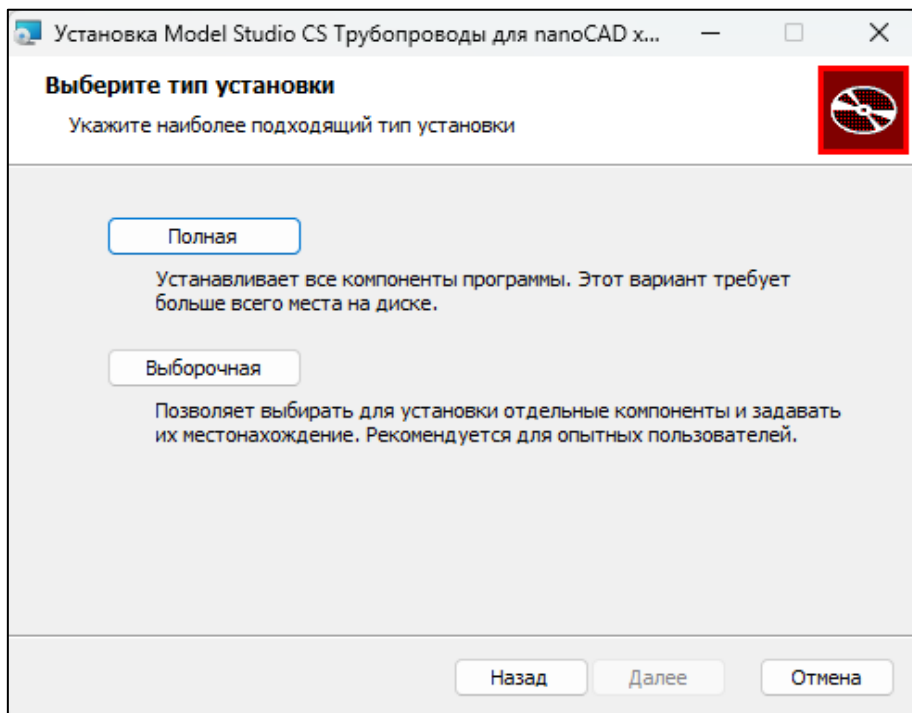 Установка Model Studio CS Трубопроводы для nanoCAD x...
Выберите тип установки
Укажите наиболее подходящий тип установки
Полная
Устанавливает все компоненты программы. Этот вариант требует
больше всего места на диске.
Выборочная
Позволяет выбирать для установки отдельные компоненты и задавать
их местонахождение. Рекомендуется для опытных пользователей.
Назад
Далее
Отмена